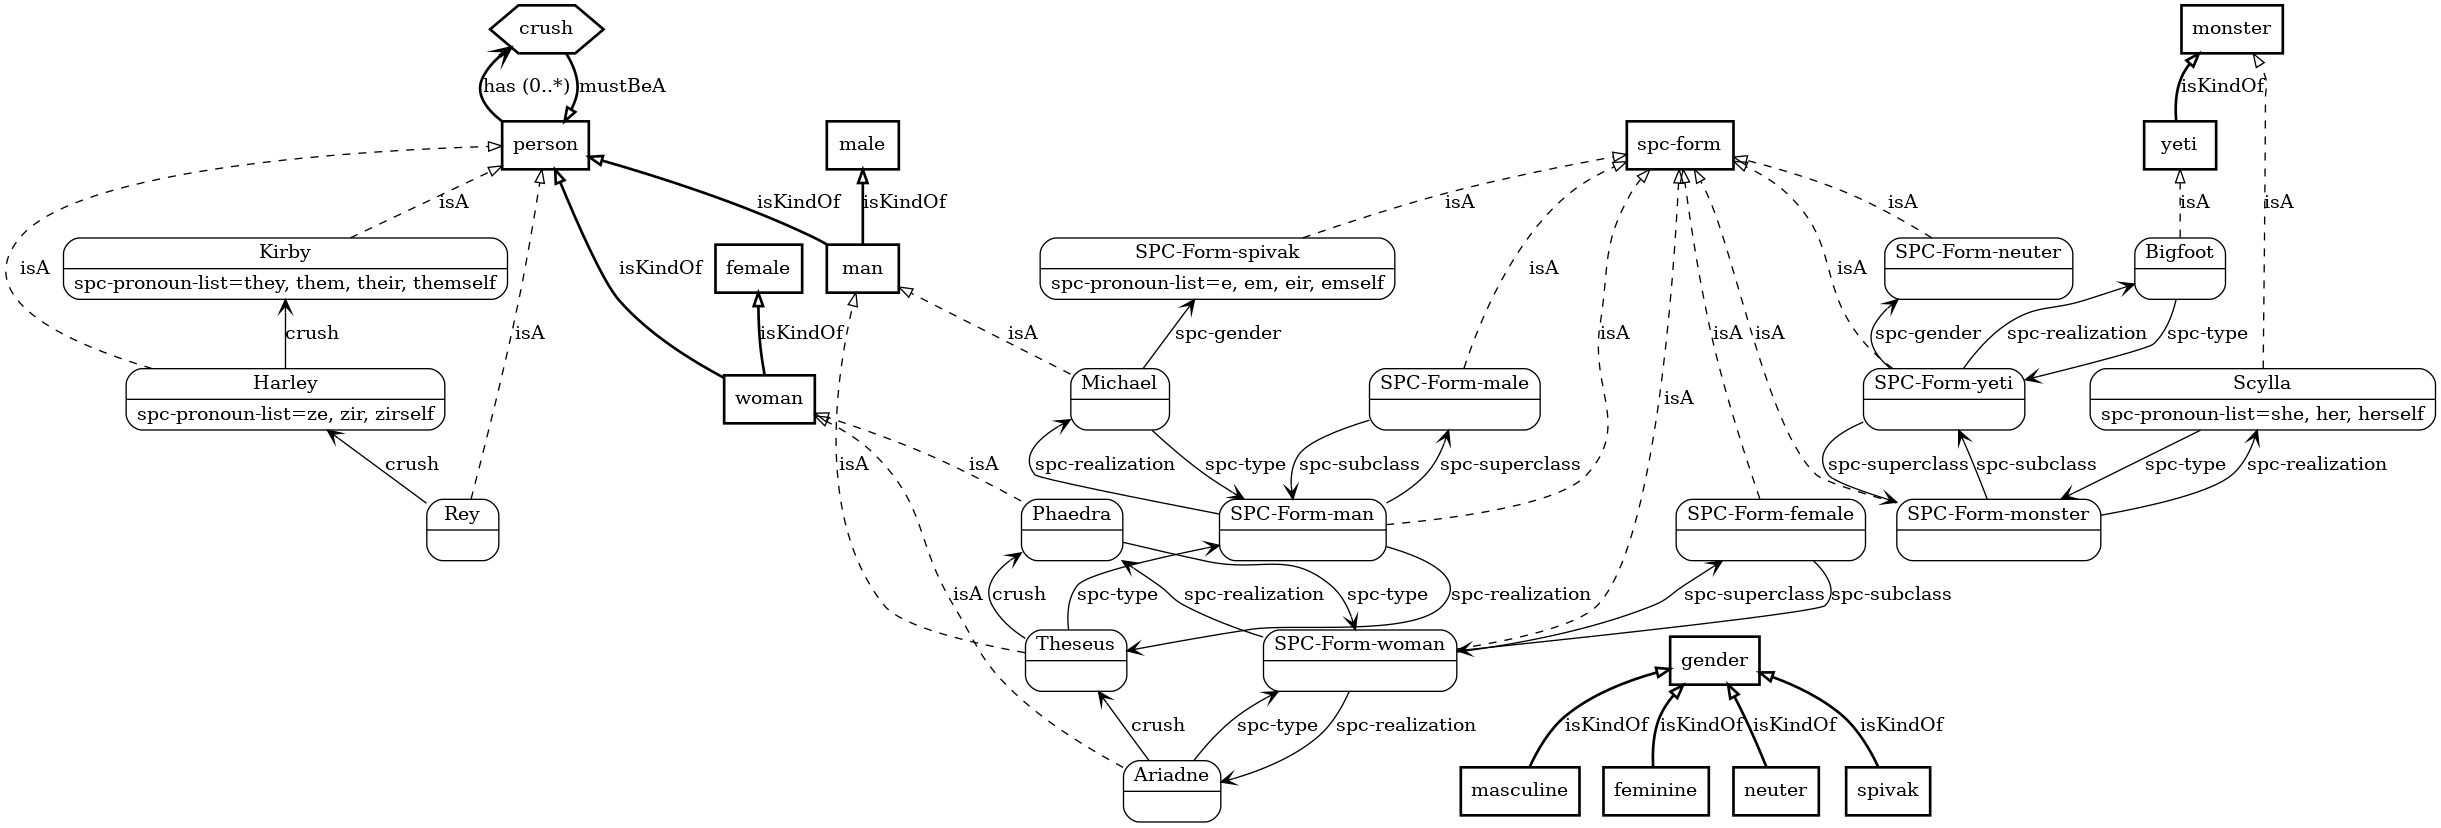 crush
monster
has (0..*)
mustBeA
isKindOf
person
male
spc-form
yeti
isA
isKindOf
isKindOf
isA
isA
isA
isA
isA
Kirby
spc-pronoun-list=they, them, their, themself
isKindOf
female
man
SPC-Form-spivak
spc-pronoun-list=e, em, eir, emself
isA
isA
SPC-Form-neuter
Bigfoot
isA
crush
isA
isKindOf
isA
spc-gender
isA
isA
isA
spc-gender
spc-realization
spc-type
Harley
spc-pronoun-list=ze, zir, zirself
woman
Michael
SPC-Form-male
isA
SPC-Form-yeti
Scylla
spc-pronoun-list=she, her, herself
crush
isA
isA
spc-realization
spc-type
spc-subclass
spc-superclass
spc-superclass
spc-subclass
spc-type
spc-realization
Rey
Phaedra
SPC-Form-man
SPC-Form-female
SPC-Form-monster
isA
crush
spc-type
spc-realization
spc-type
spc-realization
spc-superclass
spc-subclass
Theseus
SPC-Form-woman
gender
crush
spc-type
spc-realization
isKindOf
isKindOf
isKindOf
isKindOf
Ariadne
masculine
feminine
neuter
spivak